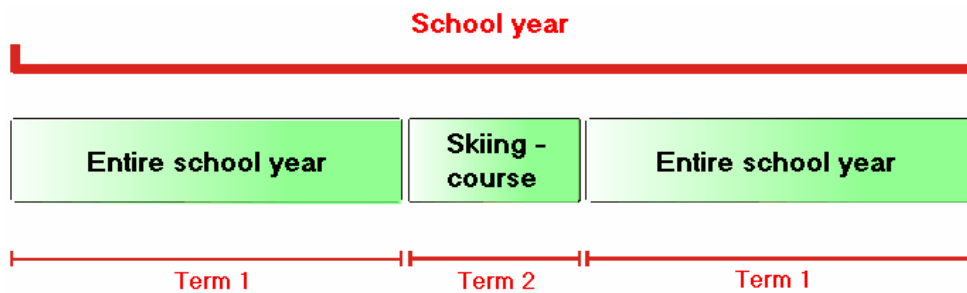 School year
Entire school year
Skiing -
course
Entire school year
Term 1
Term 2
Term 1